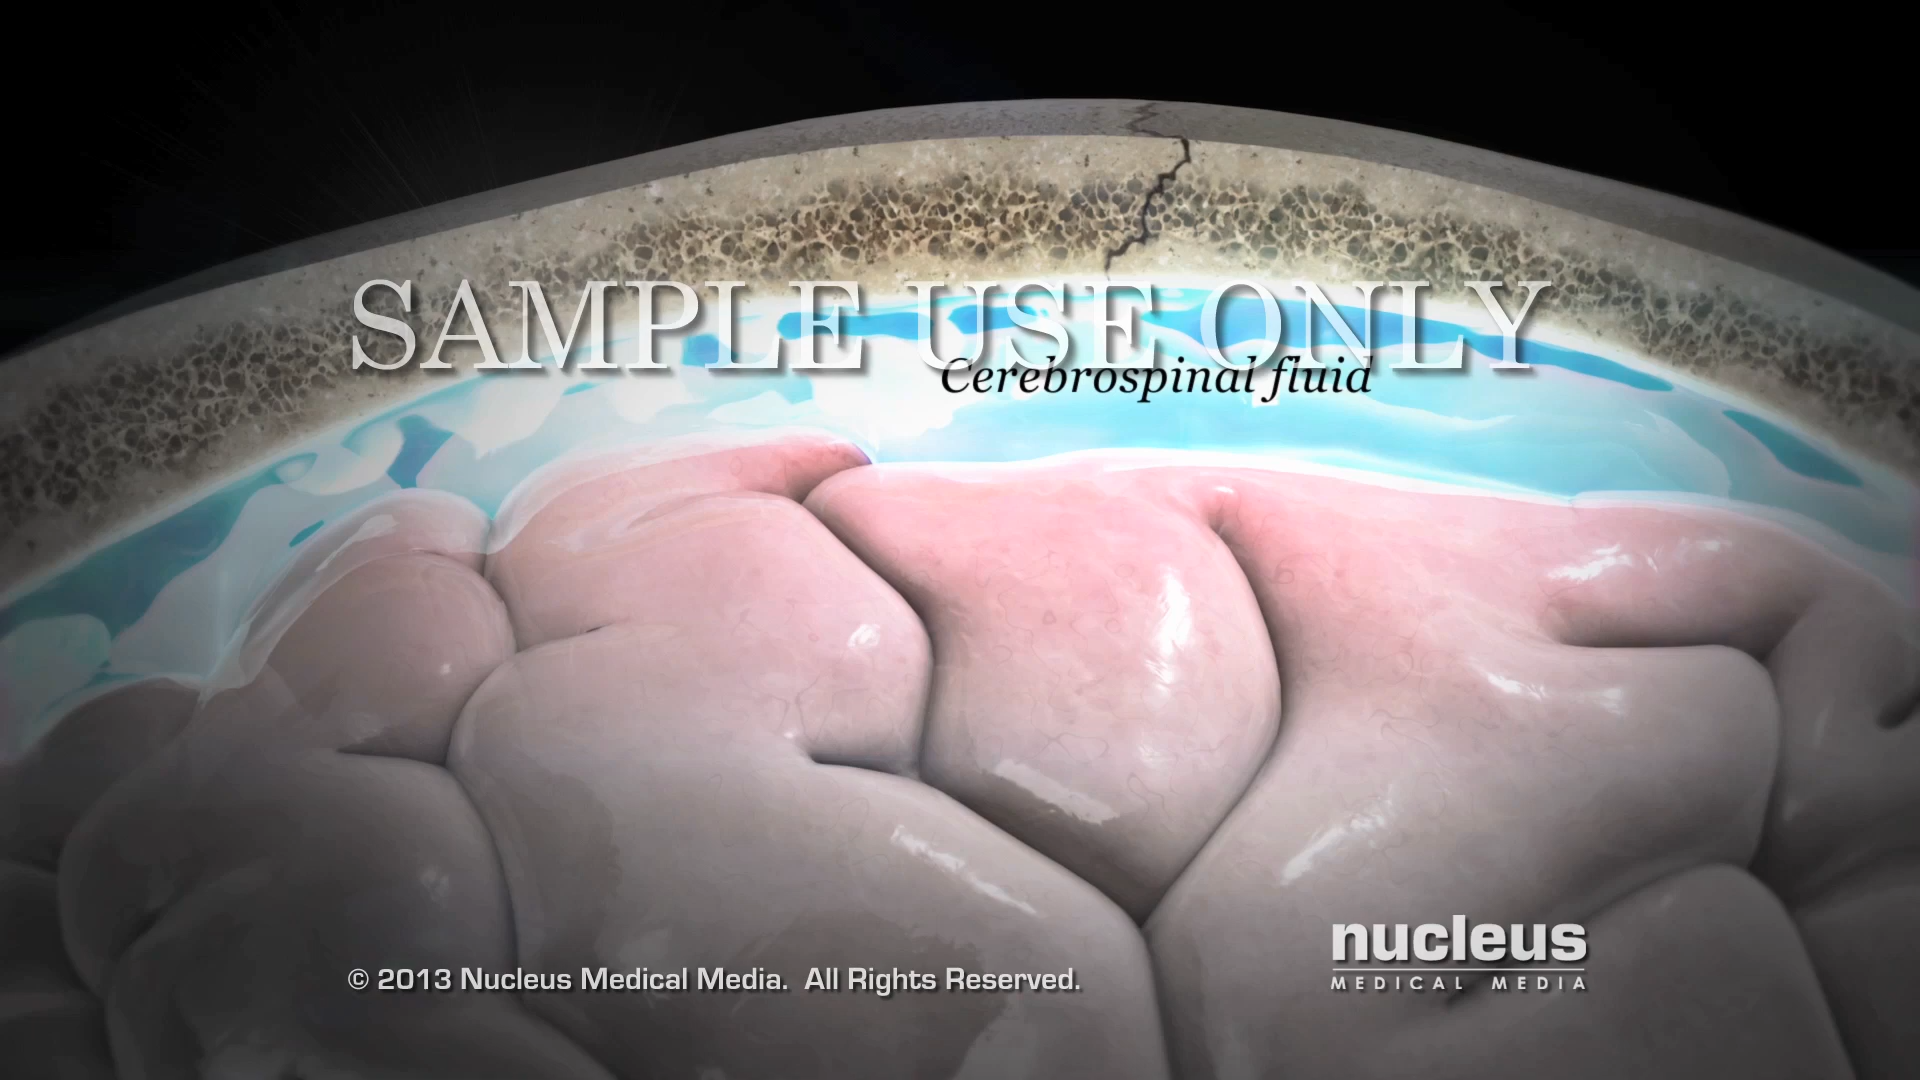 SAMPLE USE ONLY
Cerebrospinal fluid
nucleus
MEDICAL MEDIA
© 2013 Nucleus Medical Media. All Rights Reserved.